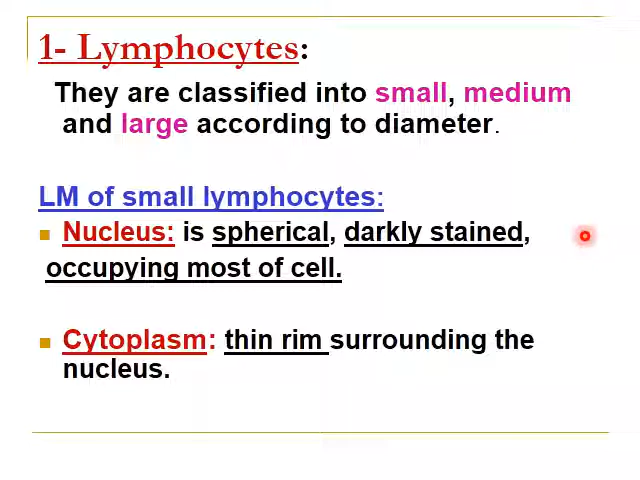 1- Lymphocytes:
They are classified into small, medium
and large according to diameter.
LM of small lymphocytes:
Nucleus: is spherical, darkly stained,
occupying most of cell.
Cytoplasm: thin rim surrounding the
nucleus.